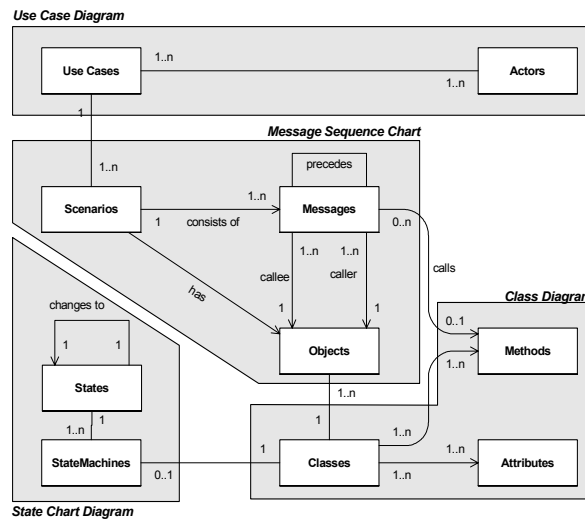 Use Case Diagram
Use Cases
1..n
1..n
Actors
1
1..n
Message Sequence Chart
precedes
Scenarios
1
consists of
1..n
Messages
0..n
1..n
1..n
callee
caller
calls
has
1
1
Objects
changes to
1
1
States
1
1..n
StateMachines
0..1
State Chart Diagram
Class Diagram
0..1
Methods
1..n
1..n
1
1..n
1
Classes
1..n
1..n
Attributes